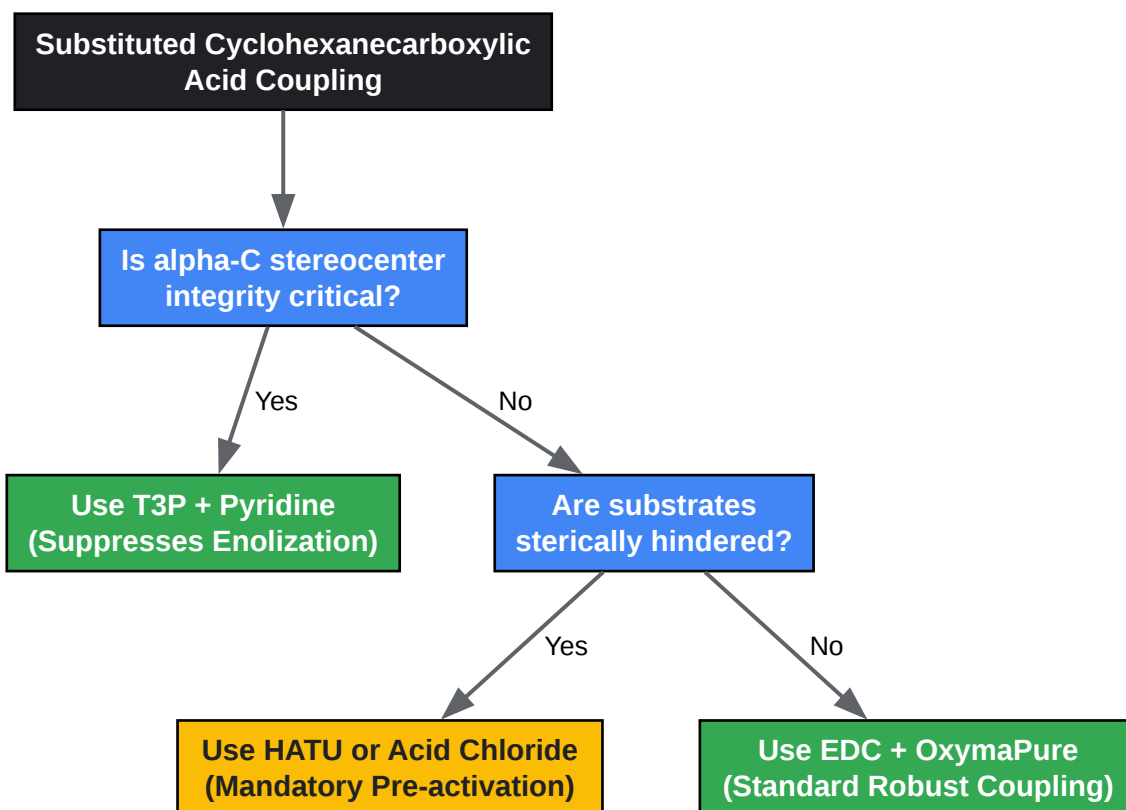 Substituted Cyclohexanecarboxylic
Acid Coupling
Is alpha-C stereocenter
integrity critical?
Yes
No
Use T3P + Pyridine
(Suppresses Enolization)
Are substrates
sterically hindered?
Yes
No
Use HATU or Acid Chloride
(Mandatory Pre-activation)
Use EDC + OxymaPure
(Standard Robust Coupling)